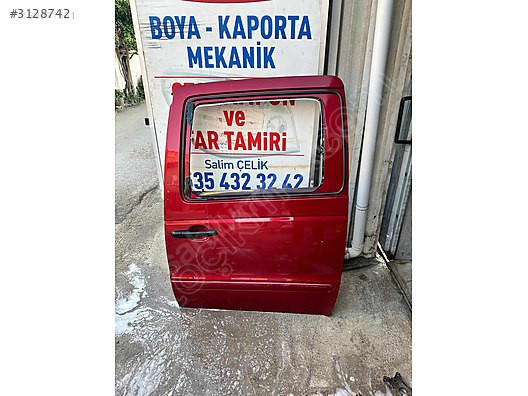 #3128742
BOYA - KAPORTA
MEKANİK
ve
AR TAMİRİ
Salim ÇELİK
35 432 32 42